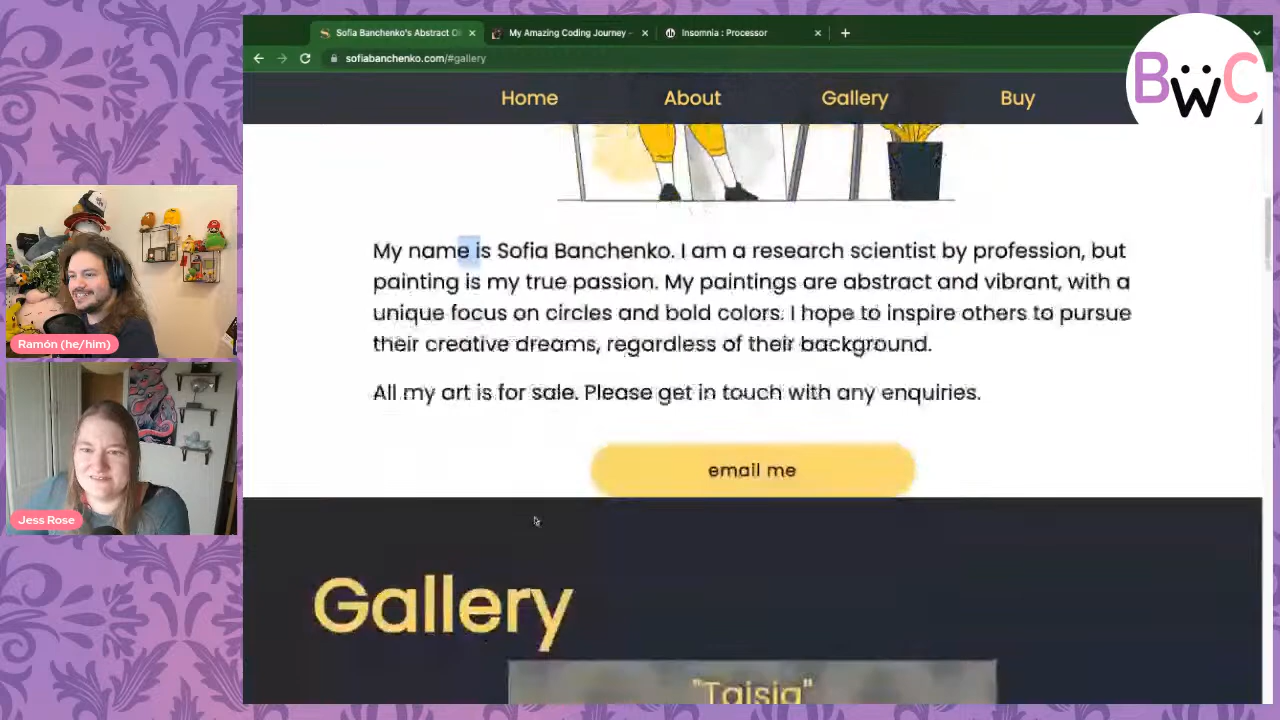 Sofia Banchenko's Abstract Oi
My Amazing Coding Journey -
Insomnia : Processor
sofiabanchenko.com/#gallery
BWC
Home
About
Gallery
Buy
My name is Sofia Banchenko. I am a research scientist by profession, but
painting is my true passion. My paintings are abstract and vibrant, with a
unique focus on circles and bold colors. I hope to inspire others to pursue
their creative dreams, regardless of their background.
All my art is for sale. Please get in touch with any enquiries.
email me
Gallery
"Taisia"
Ramón (he/him)
Jess Rose